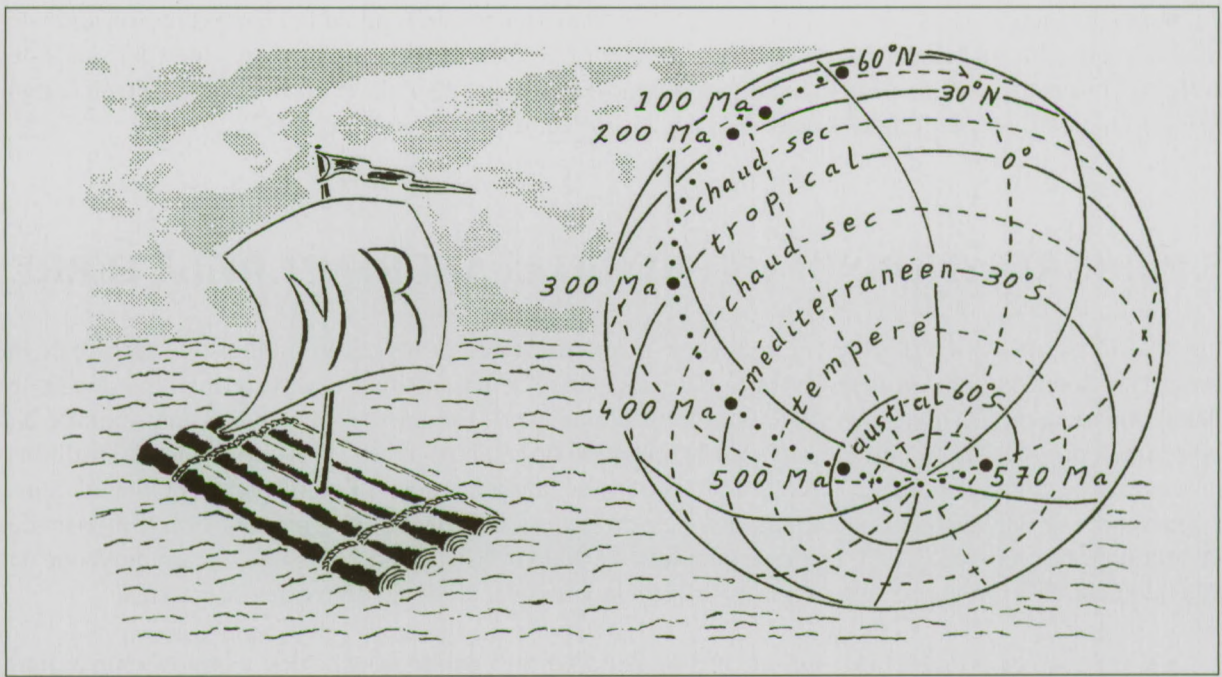 MR
60°N
100 Ma
30°N
200 Ma
0°
chaud-sec
tropical
chaud-sec
300 Ma
méditerranéen
30°S
tempéré
400 Ma
austral
60°S
500 Ma
570 Ma